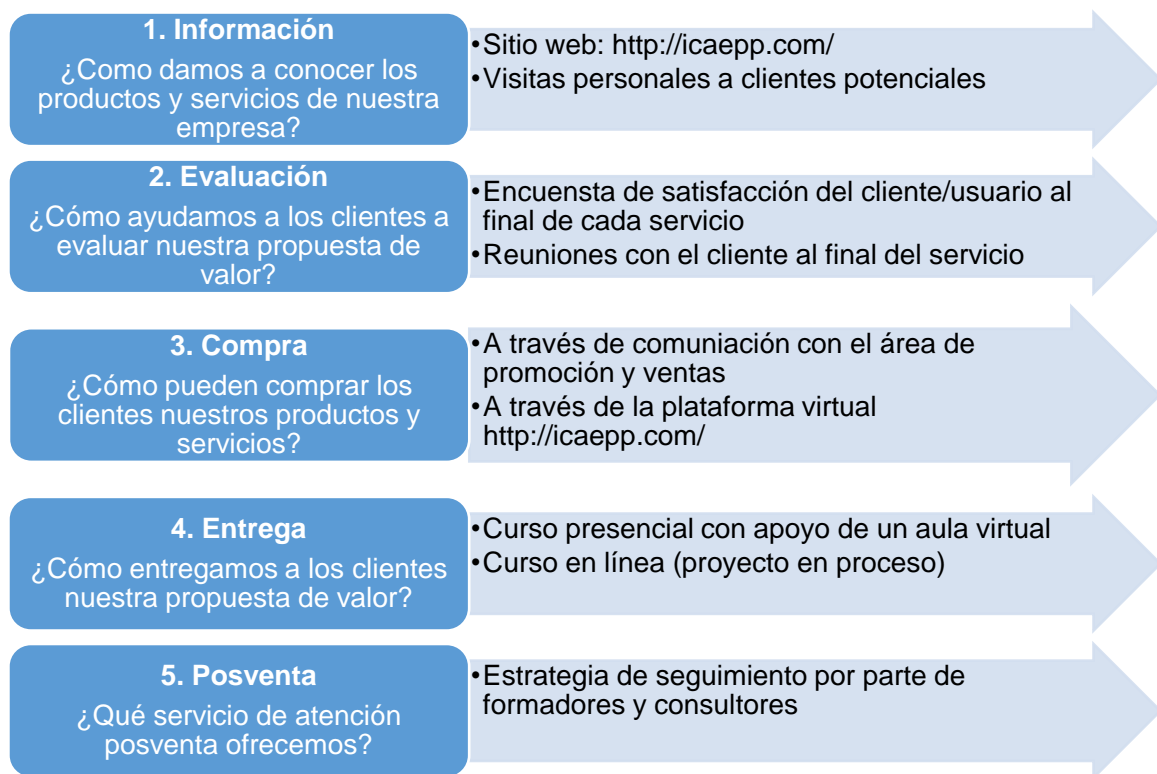 1. Información
¿Como damos a conocer los
productos y servicios de nuestra
empresa?
•Sitio web: http://icaepp.com/
•Visitas personales a clientes potenciales
2. Evaluación
¿Cómo ayudamos a los clientes a
evaluar nuestra propuesta de
valor?
•Encuensta de satisfacción del cliente/usuario al
final de cada servicio
•Reuniones con el cliente al final del servicio
3. Compra
¿Cómo pueden comprar los
clientes nuestros productos y
servicios?
•A través de comuniación con el área de
promoción y ventas
•A través de la plataforma virtual
http://icaepp.com/
4. Entrega
¿Cómo entregamos a los clientes
nuestra propuesta de valor?
•Curso presencial con apoyo de un aula virtual
•Curso en línea (proyecto en proceso)
5. Posventa
¿Qué servicio de atención
posventa ofrecemos?
•Estrategia de seguimiento por parte de
formadores y consultores